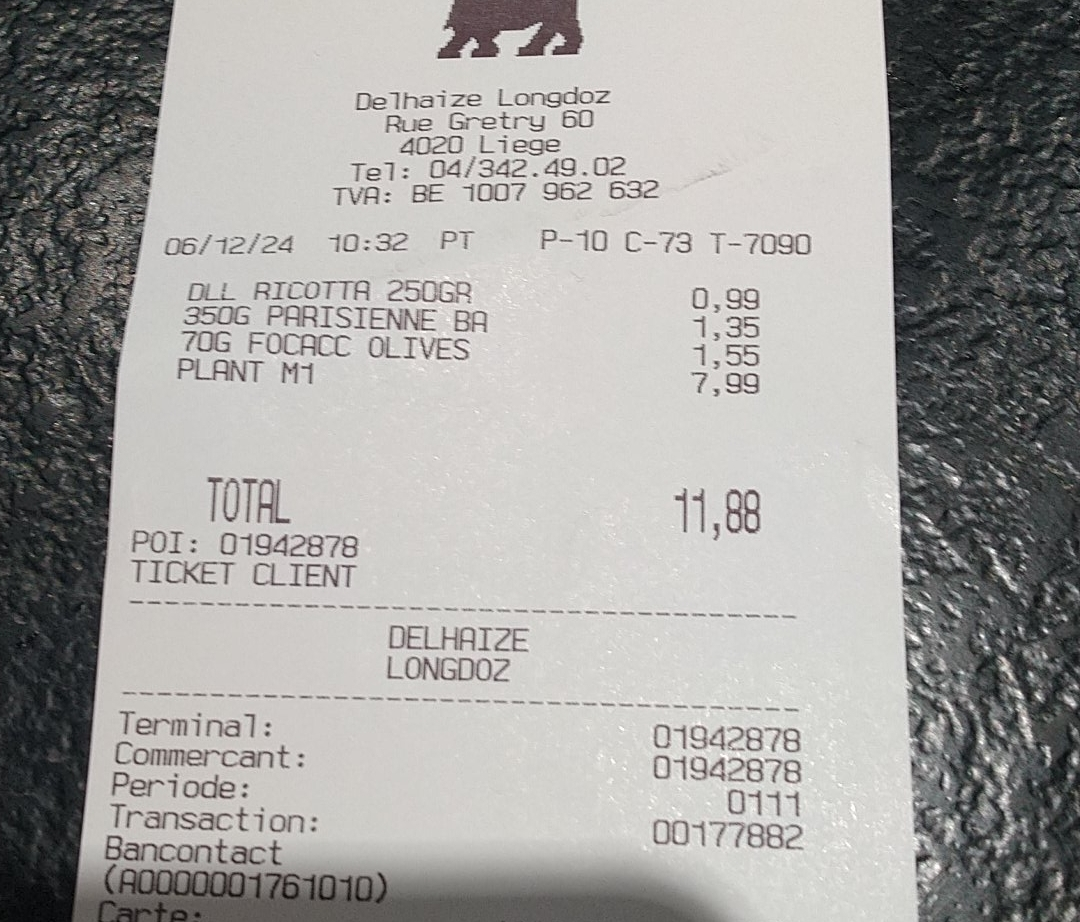 Delhaize Longdoz
Rue Gretry 60
4020 Liege
Tel: 04/342.49.02
TVA: BE 1007 962 632
06/12/24 10:32 PT P-10 C-73 T-7090
DLL RICOTTA 250GR 0,99
350G PARISIENNE BA 1,35
70G FOCACC OLIVES 1,55
PLANT M1 7,99
TOTAL 11,88
POI: 01942878
TICKET CLIENT
DELHAIZE
LONGDOZ
Terminal: 01942878
Commercant: 01942878
Periode: 0111
Transaction: 00177882
Bancontact
(A0000001761010)
Carte: